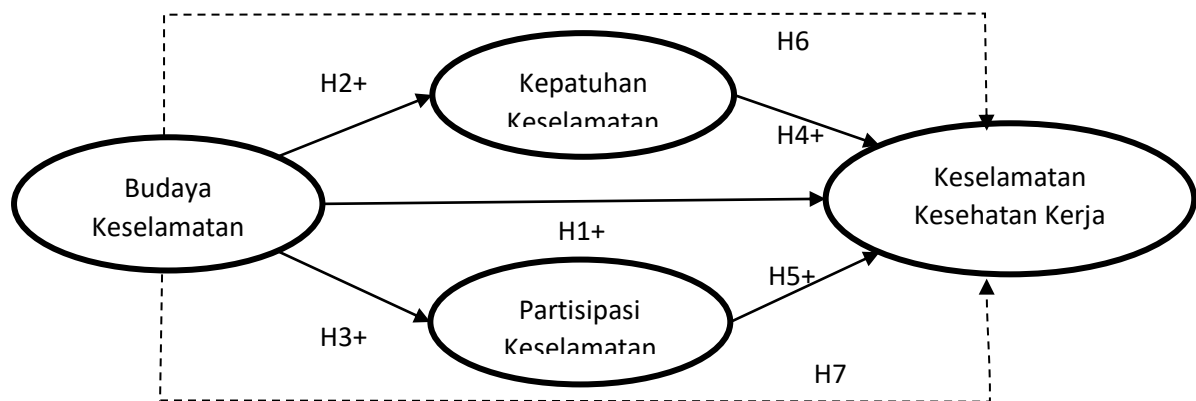 H6
H2+
Kepatuhan
Keselamatan
H4+
Budaya
Keselamatan
Keselamatan
Kesehatan Kerja
H1+
H5+
Partisipasi
Keselamatan
H3+
H7